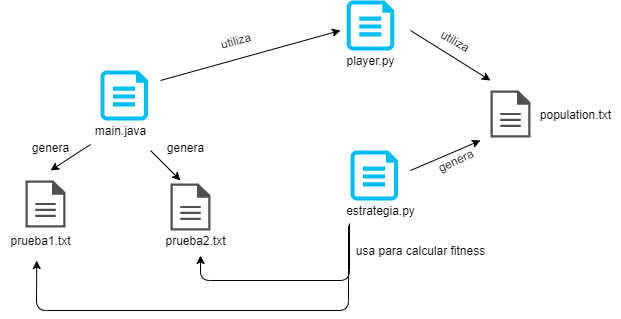 utiliza
utiliza
player.py
main.java
population.txt
genera
genera
genera
prueba1.txt
prueba2.txt
estrategia.py
usa para calcular fitness